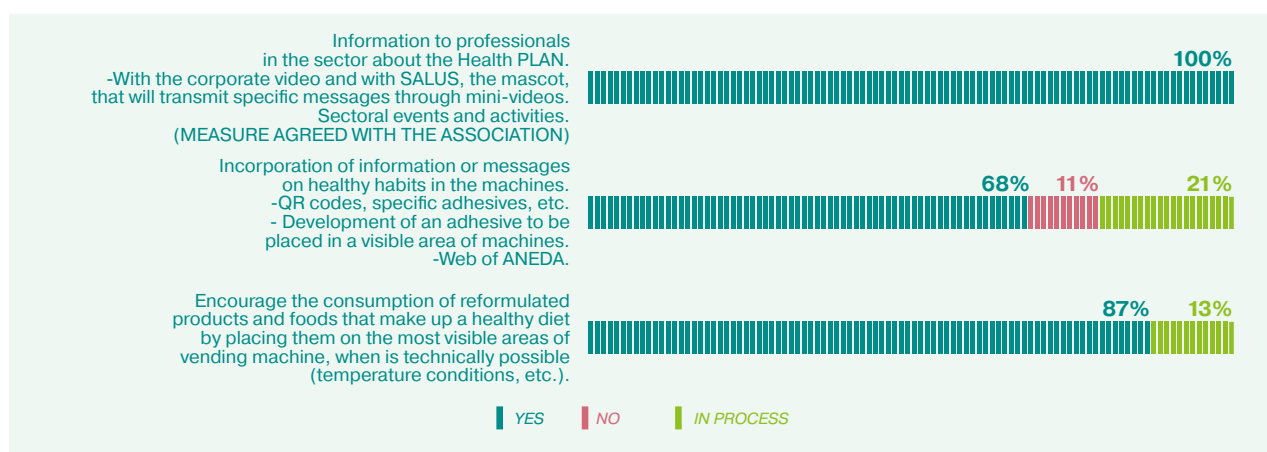 Information to professionals
in the sector about the Health PLAN.
-With the corporate video and with SALUS, the mascot,
that will transmit specific messages through mini-videos.
Sectoral events and activities.
(MEASURE AGREED WITH THE ASSOCIATION)
100%
Incorporation of information or messages
on healthy habits in the machines.
-QR codes, specific adhesives, etc.
- Development of an adhesive to be
placed in a visible area of machines.
-Web of ANEDA.
68% 11% 21%
Encourage the consumption of reformulated
products and foods that make up a healthy diet
by placing them on the most visible areas of
vending machine, when is technically possible
(temperature conditions, etc.).
87% 13%
YES NO IN PROCESS